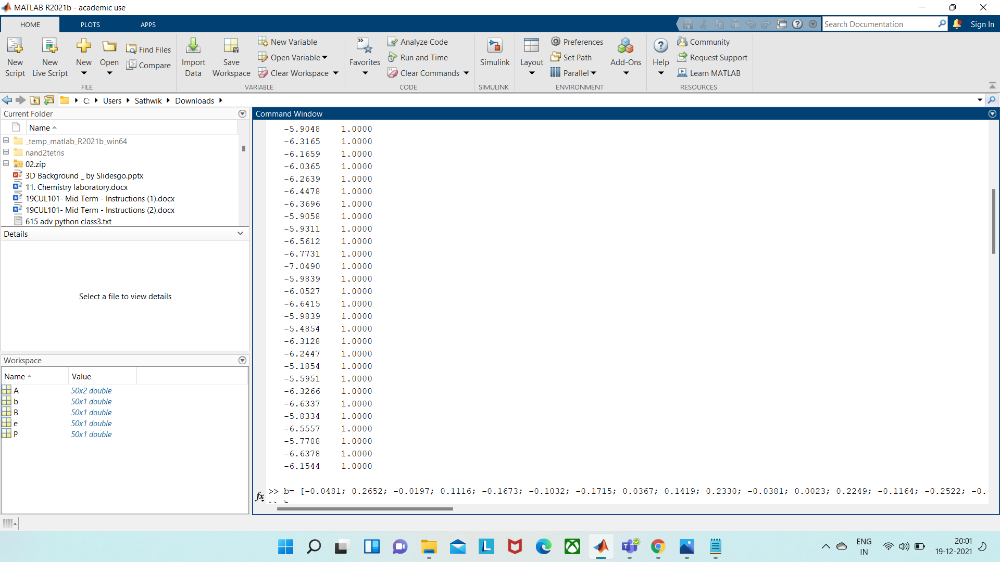 MATLAB R2021b - academic use
HOME PLOTS APPS
Search Documentation
Sign In
New Script
New Live Script
New
Open
Find Files
Compare
FILE
Import Data
Save Workspace
New Variable
Open Variable
Clear Workspace
VARIABLE
Favorites
Analyze Code
Run and Time
Clear Commands
CODE
Simulink
SIMULINK
Layout
Preferences
Set Path
Parallel
Add-Ons
ENVIRONMENT
Help
Community
Request Support
Learn MATLAB
RESOURCES
C: Users Sathwik Downloads
Current Folder
Name
_temp_matlab_R2021b_win64
nand2tetris
02.zip
3D Background _ by Slidesgo.pptx
11. Chemistry laboratory.docx
19CUL101- Mid Term - Instructions (1).docx
19CUL101- Mid Term - Instructions (2).docx
615 adv python class3.txt
Details
Select a file to view details
Workspace
Name Value
A 50x2 double
b 50x1 double
B 50x1 double
e 50x1 double
P 50x1 double
Command Window
-5.9048 1.0000
-6.3165 1.0000
-6.1659 1.0000
-6.0365 1.0000
-6.2639 1.0000
-6.4478 1.0000
-6.3696 1.0000
-5.9058 1.0000
-5.9311 1.0000
-6.5612 1.0000
-6.7731 1.0000
-7.0490 1.0000
-5.9839 1.0000
-6.0527 1.0000
-6.6415 1.0000
-5.9839 1.0000
-5.4854 1.0000
-6.3128 1.0000
-6.2447 1.0000
-5.1854 1.0000
-5.5951 1.0000
-6.3266 1.0000
-6.6337 1.0000
-5.8334 1.0000
-6.5557 1.0000
-5.7788 1.0000
-6.6378 1.0000
-6.1544 1.0000
>> b= [-0.0481; 0.2652; -0.0197; 0.1116; -0.1673; -0.1032; -0.1715; 0.0367; 0.1419; 0.2330; -0.0381; 0.0023; 0.2249; -0.1164; -0.2522; -0.
fx
ENG
IN
20:01
19-12-2021